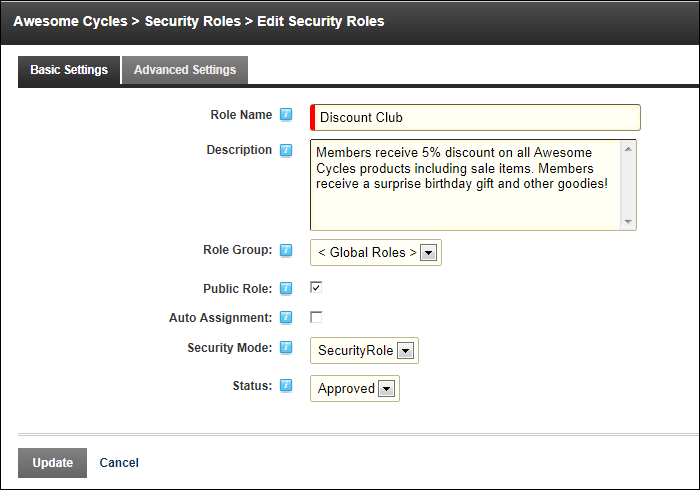 Awesome Cycles > Security Roles > Edit Security Roles
Basic Settings Advanced Settings
Role Name Discount Club
Description Members receive 5% discount on all Awesome
Cycles products including sale items. Members
receive a surprise birthday gift and other goodies!
Role Group: < Global Roles >
Public Role:
Auto Assignment:
Security Mode: SecurityRole
Status: Approved
Update Cancel